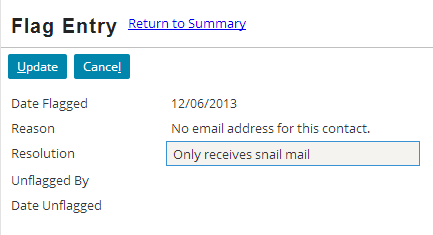 Flag Entry Return to Summary
Update Cancel
Date Flagged 12/06/2013
Reason No email address for this contact.
Resolution Only receives snail mail
Unflagged By
Date Unflagged